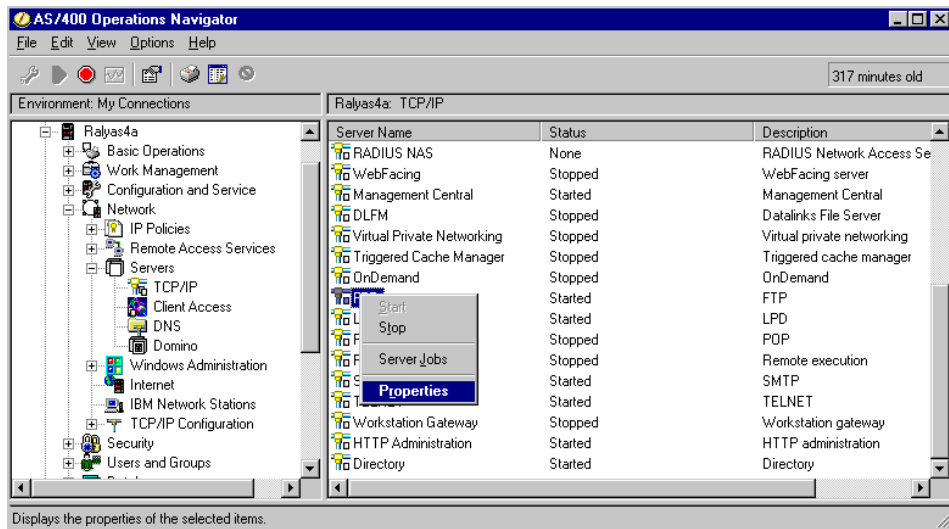 AS/400 Operations Navigator
File Edit View Options Help
317 minutes old
Environment: My Connections
Ralyas4a: TCP/IP
Ralyas4a
Basic Operations
Work Management
Configuration and Service
Network
IP Policies
Remote Access Services
Servers
TCP/IP
Client Access
DNS
Domino
Windows Administration
Internet
IBM Network Stations
TCP/IP Configuration
Security
Users and Groups
Server Name Status Description
RADIUS NAS None RADIUS Network Access Se
WebFacing Stopped WebFacing server
Management Central Started Management Central
DLFM Stopped Datalinks File Server
Virtual Private Networking Stopped Virtual private networking
Triggered Cache Manager Stopped Triggered cache manager
OnDemand Stopped OnDemand
Started FTP
Started LPD
Stopped POP
Stopped Remote execution
Started SMTP
Started TELNET
Workstation Gateway Stopped Workstation gateway
HTTP Administration Started HTTP administration
Directory Started Directory
Start
Stop
Server Jobs
Properties
Displays the properties of the selected items.